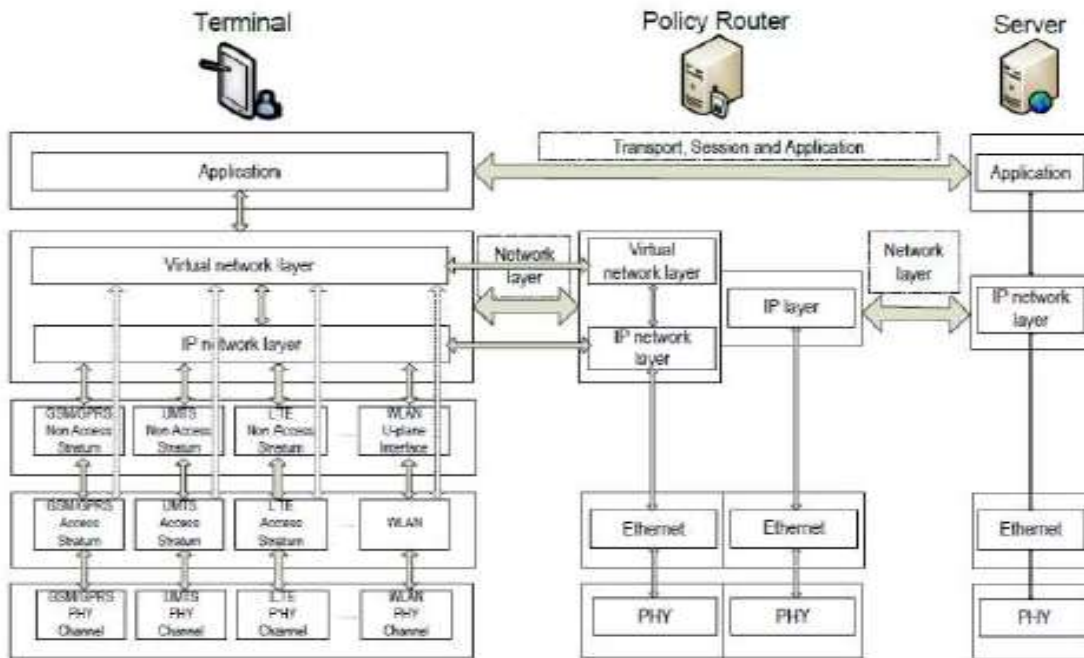 Terminal
Policy Router
Server
Transport, Session and Application
Application
Application
Virtual network layer
Network
layer
Virtual
network layer
Network
layer
IP layer
IP network
layer
IP network layer
IP network
layer
GSM/GPRS
Non Access
Stratum
UMTS
Non Access
Stratum
LTE
Non Access
Stratum
WLAN
U-plane
Interface
GSM/GPRS
Access
Stratum
UMTS
Access
Stratum
LTE
Access
Stratum
WLAN
Ethernet
Ethernet
Ethernet
GSM/GPRS
PHY
Channel
UMTS
PHY
Channel
LTE
PHY
Channel
WLAN
PHY
Channel
PHY
PHY
PHY